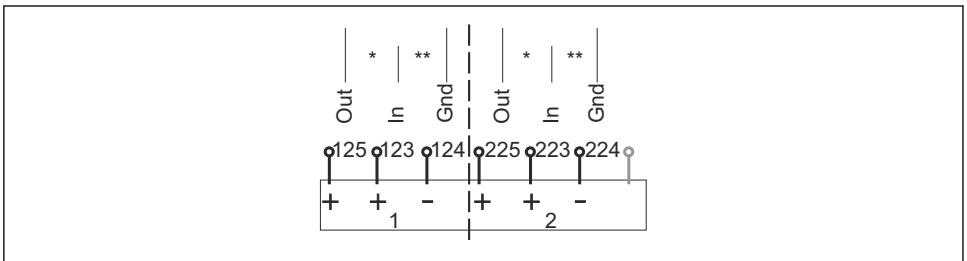 * ** * **
Out In Gnd Out In Gnd
125 123 124 225 223 224
+ + - + + -
1 2